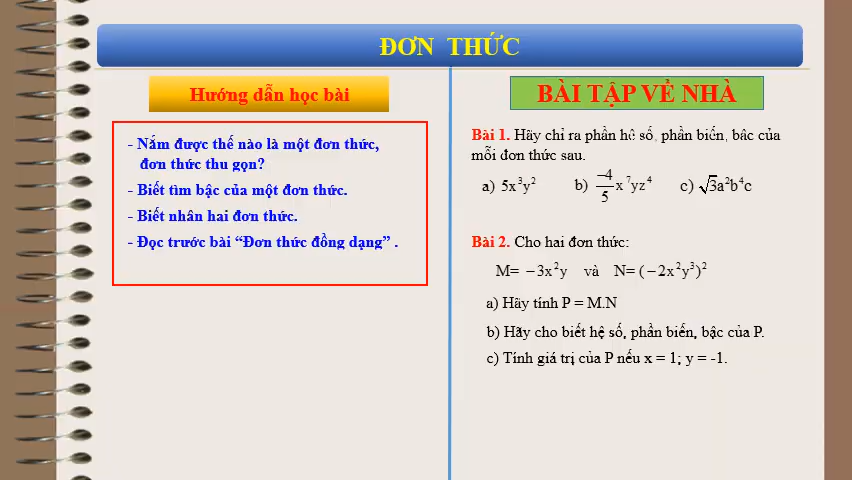 ĐƠN THỨC
Hướng dẫn học bài
- Nắm được thế nào là một đơn thức,
đơn thức thu gọn?
- Biết tìm bậc của một đơn thức.
- Biết nhân hai đơn thức.
- Đọc trước bài “Đơn thức đồng dạng” .
BÀI TẬP VỀ NHÀ
Bài 1. Hãy chỉ ra phần hệ số, phần biến, bậc của
mỗi đơn thức sau.
a) 5x³y² b) −4/5 x⁷yz⁴ c) √3a²b⁴c
Bài 2. Cho hai đơn thức:
M= −3x²y và N= (−2x²y³)²
a) Hãy tính P = M.N
b) Hãy cho biết hệ số, phần biến, bậc của P.
c) Tính giá trị của P nếu x = 1; y = -1.